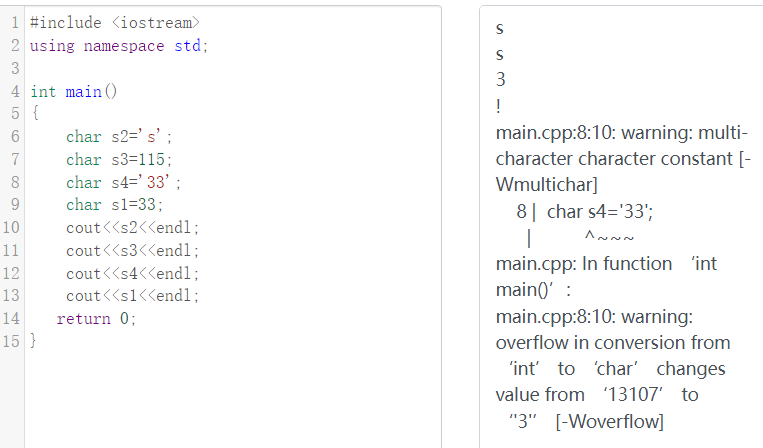 1 #include <iostream>
2 using namespace std;
3
4 int main()
5 {
6 char s2='s';
7 char s3=115;
8 char s4='33';
9 char s1=33;
10 cout<<s2<<endl;
11 cout<<s3<<endl;
12 cout<<s4<<endl;
13 cout<<s1<<endl;
14 return 0;
15 }
s
s
3
!
main.cpp:8:10: warning: multi-
character character constant [-
Wmultichar]
8 | char s4='33';
| ^~~~
main.cpp: In function ‘int
main()’:
main.cpp:8:10: warning:
overflow in conversion from
‘int’ to ‘char’ changes
value from ‘13107’ to
‘'3'’ [-Woverflow]